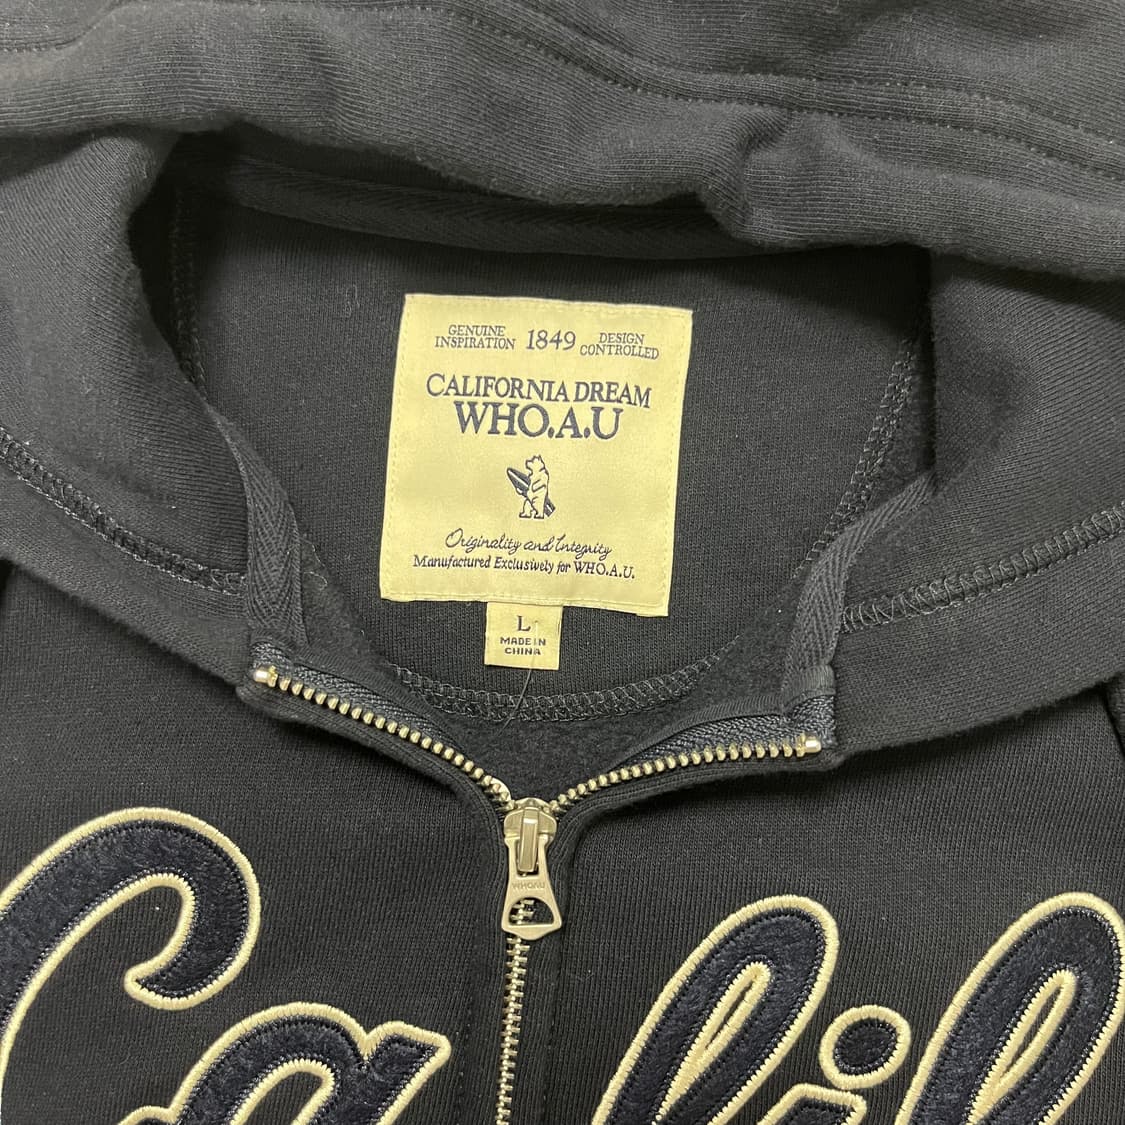 GENUINE INSPIRATION 1849 DESIGN CONTROLLED
CALIFORNIA DREAM
WHO.A.U
Originality and Integrity
Manufactured Exclusively for WHO.A.U.
L
MADE IN
CHINA
WHOAU
Calif